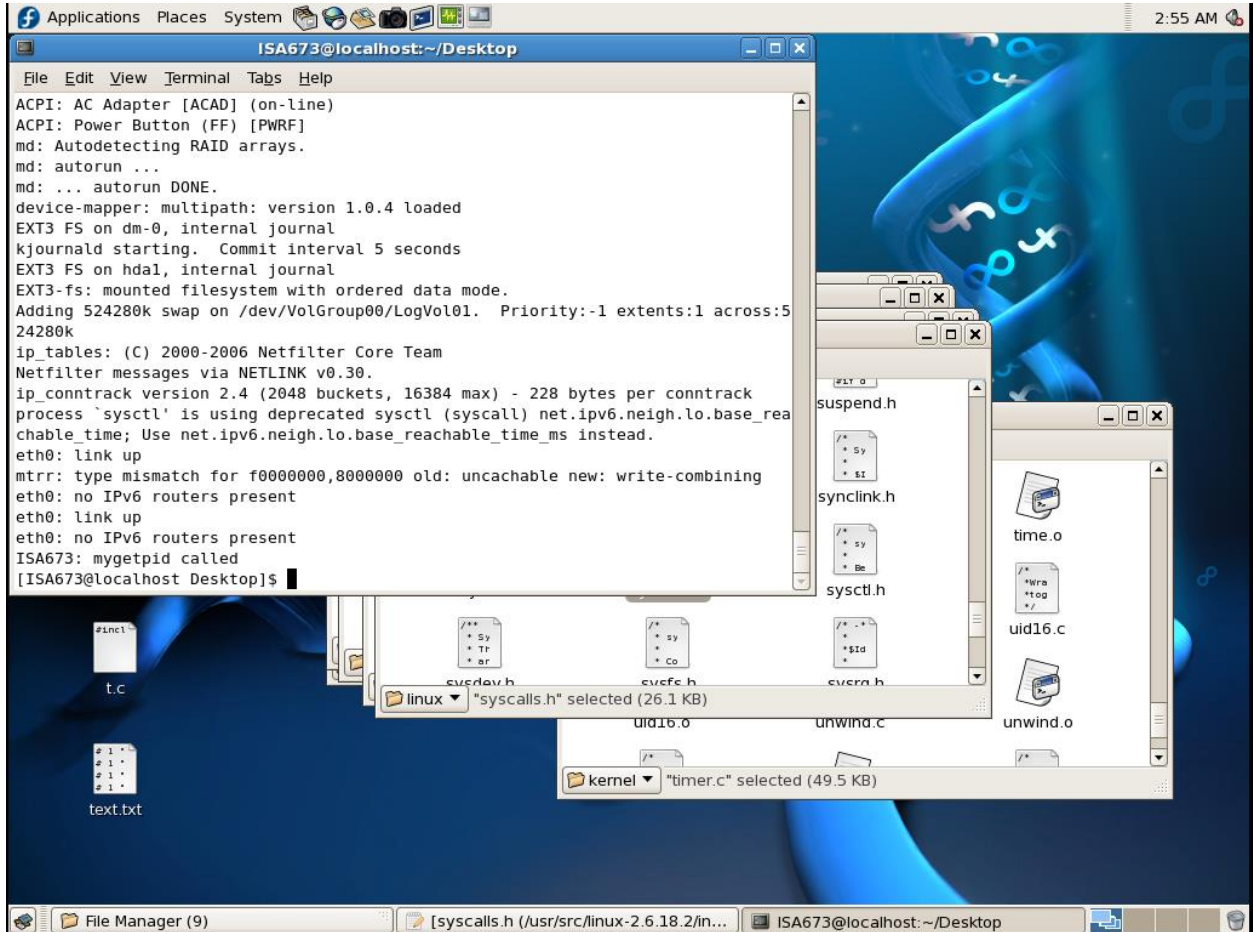 Applications Places System 2:55 AM
ISA673@localhost:~/Desktop
File Edit View Terminal Tabs Help
ACPI: AC Adapter [ACAD] (on-line)
ACPI: Power Button (FF) [PWRF]
md: Autodetecting RAID arrays.
md: autorun ...
md: ... autorun DONE.
device-mapper: multipath: version 1.0.4 loaded
EXT3 FS on dm-0, internal journal
kjournald starting.  Commit interval 5 seconds
EXT3 FS on hda1, internal journal
EXT3-fs: mounted filesystem with ordered data mode.
Adding 524280k swap on /dev/VolGroup00/LogVol01.  Priority:-1 extents:1 across:5
24280k
ip_tables: (C) 2000-2006 Netfilter Core Team
Netfilter messages via NETLINK v0.30.
ip_conntrack version 2.4 (2048 buckets, 16384 max) - 228 bytes per conntrack
process `sysctl' is using deprecated sysctl (syscall) net.ipv6.neigh.lo.base_rea
chable_time; Use net.ipv6.neigh.lo.base_reachable_time_ms instead.
eth0: link up
mtrr: type mismatch for f0000000,8000000 old: uncachable new: write-combining
eth0: no IPv6 routers present
eth0: link up
eth0: no IPv6 routers present
ISA673: mygetpid called
[ISA673@localhost Desktop]$
suspend.h
synclink.h
sysctl.h
sysdev.h sysfs.h sysrq.h
linux "syscalls.h" selected (26.1 KB)
time.o
uid16.c
unwind.o
uid16.o unwind.c
kernel "timer.c" selected (49.5 KB)
#incl
t.c
text.txt
File Manager (9) [syscalls.h (/usr/src/linux-2.6.18.2/in... ISA673@localhost:~/Desktop